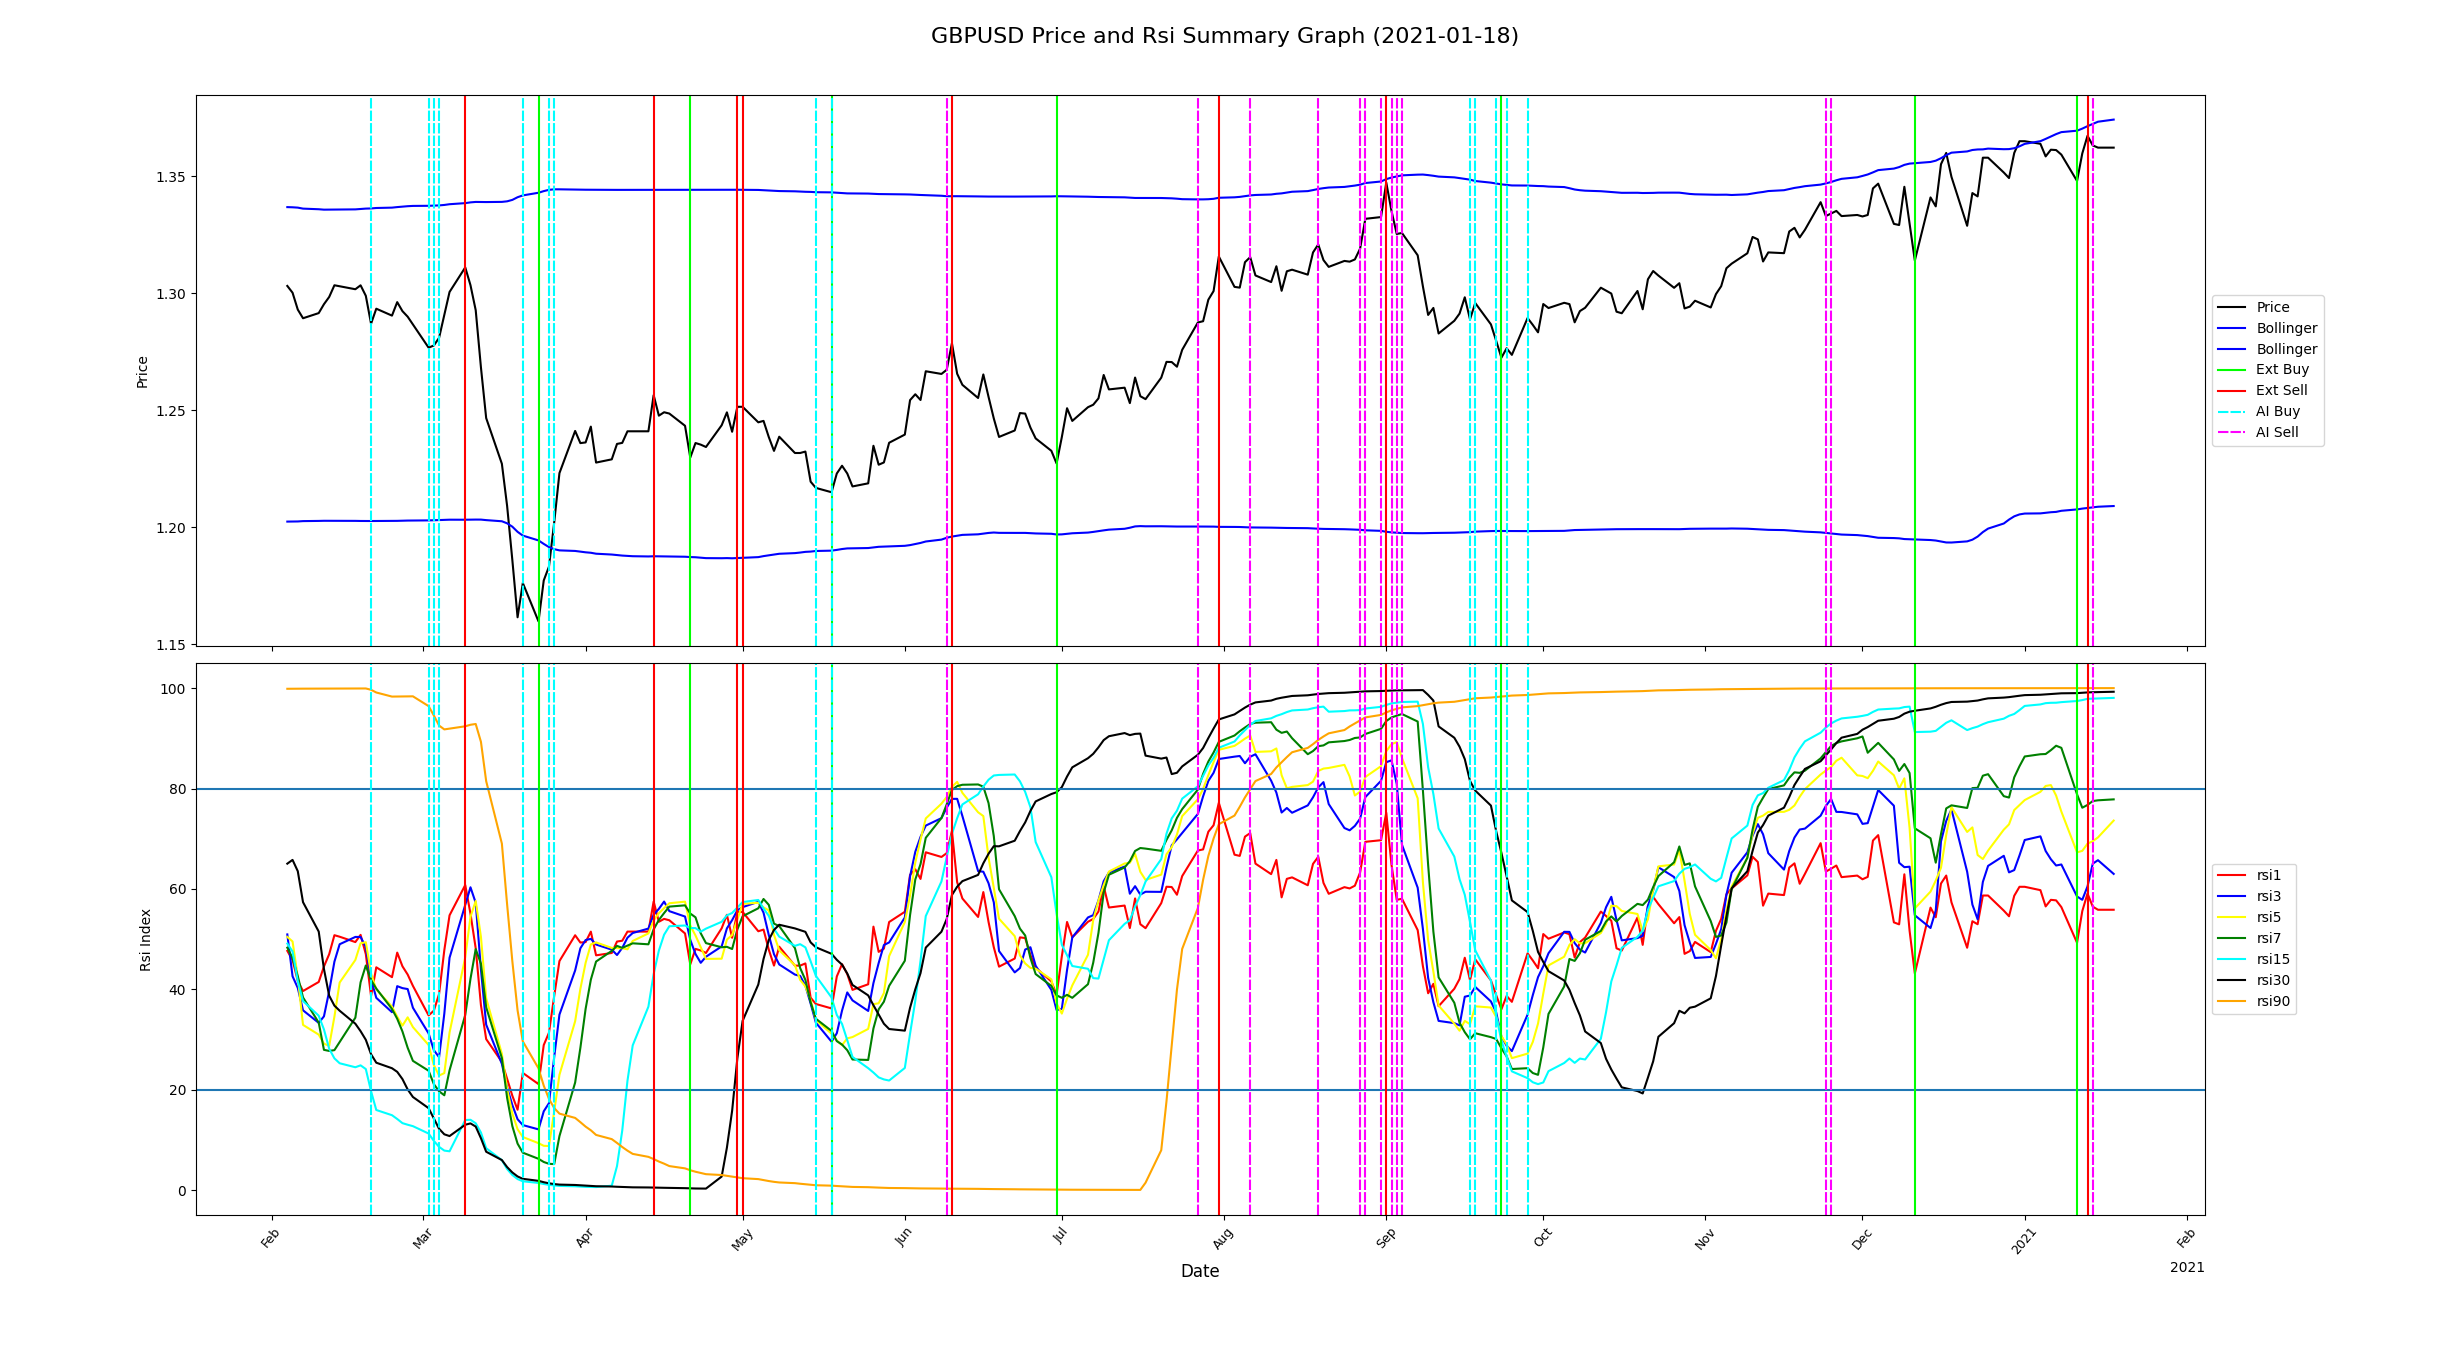 GBPUSD Price and Rsi Summary Graph (2021-01-18)
Price
1.35
1.30
1.25
1.20
1.15
Price
Bollinger
Bollinger
Ext Buy
Ext Sell
AI Buy
AI Sell
Rsi Index
100
80
60
40
20
0
rsi1
rsi3
rsi5
rsi7
rsi15
rsi30
rsi90
Feb
Mar
Apr
May
Jun
Jul
Aug
Sep
Oct
Nov
Dec
2021
Feb
Date
2021